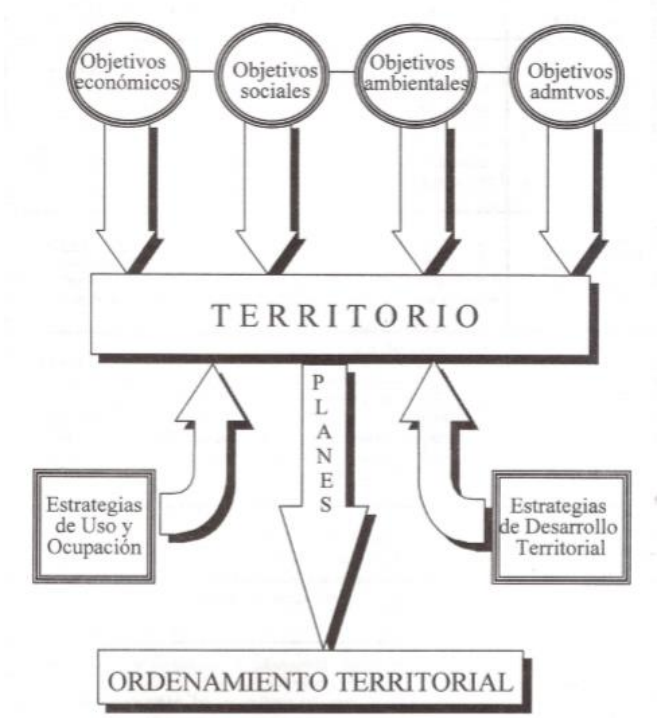 Objetivos
económicos
Objetivos
sociales
Objetivos
ambientales
Objetivos
admtvos.
TERRITORIO
PLANES
Estrategias
de Uso y
Ocupación
Estrategias
de Desarrollo
Territorial
ORDENAMIENTO TERRITORIAL